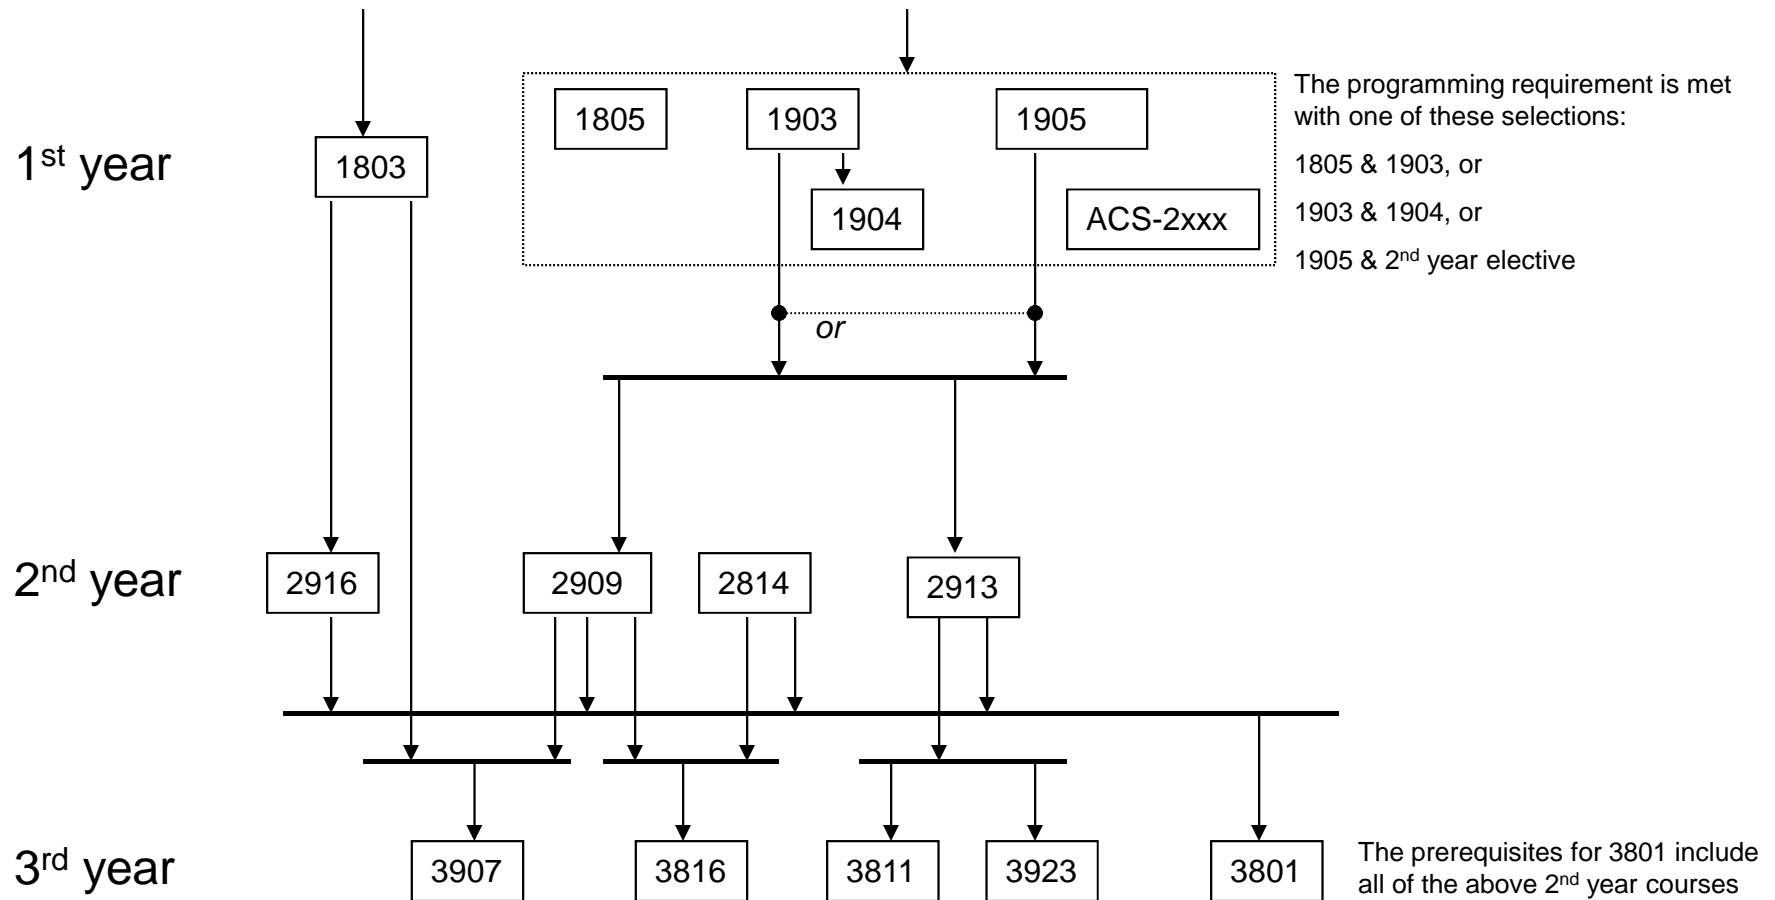 The programming requirement is met
with one of these selections:
1805 1903 1905
1st year
1803
1805 & 1903, or
1904 ACS-2xxx
1903 & 1904, or
1905 & 2nd year elective
or
2nd year
2916 2909 2814 2913
3rd year
3907 3816 3811 3923 3801
The prerequisites for 3801 include
all of the above 2nd year courses